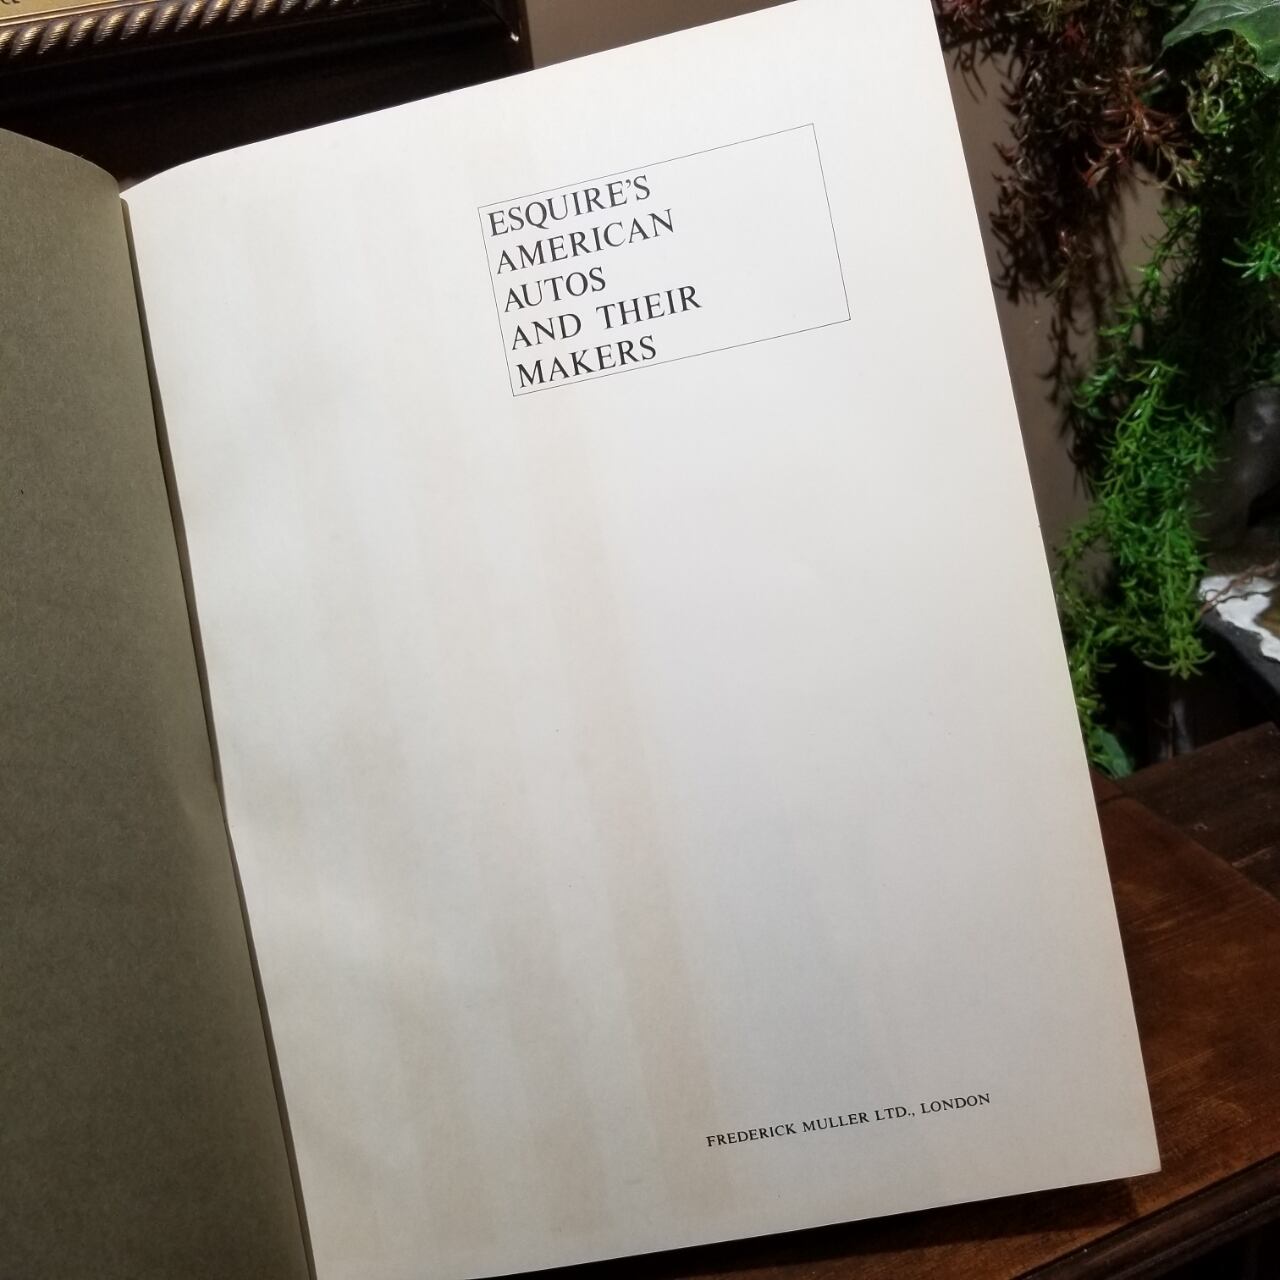 ESQUIRE'S
AMERICAN
AUTOS
AND THEIR
MAKERS
FREDERICK MULLER LTD., LONDON